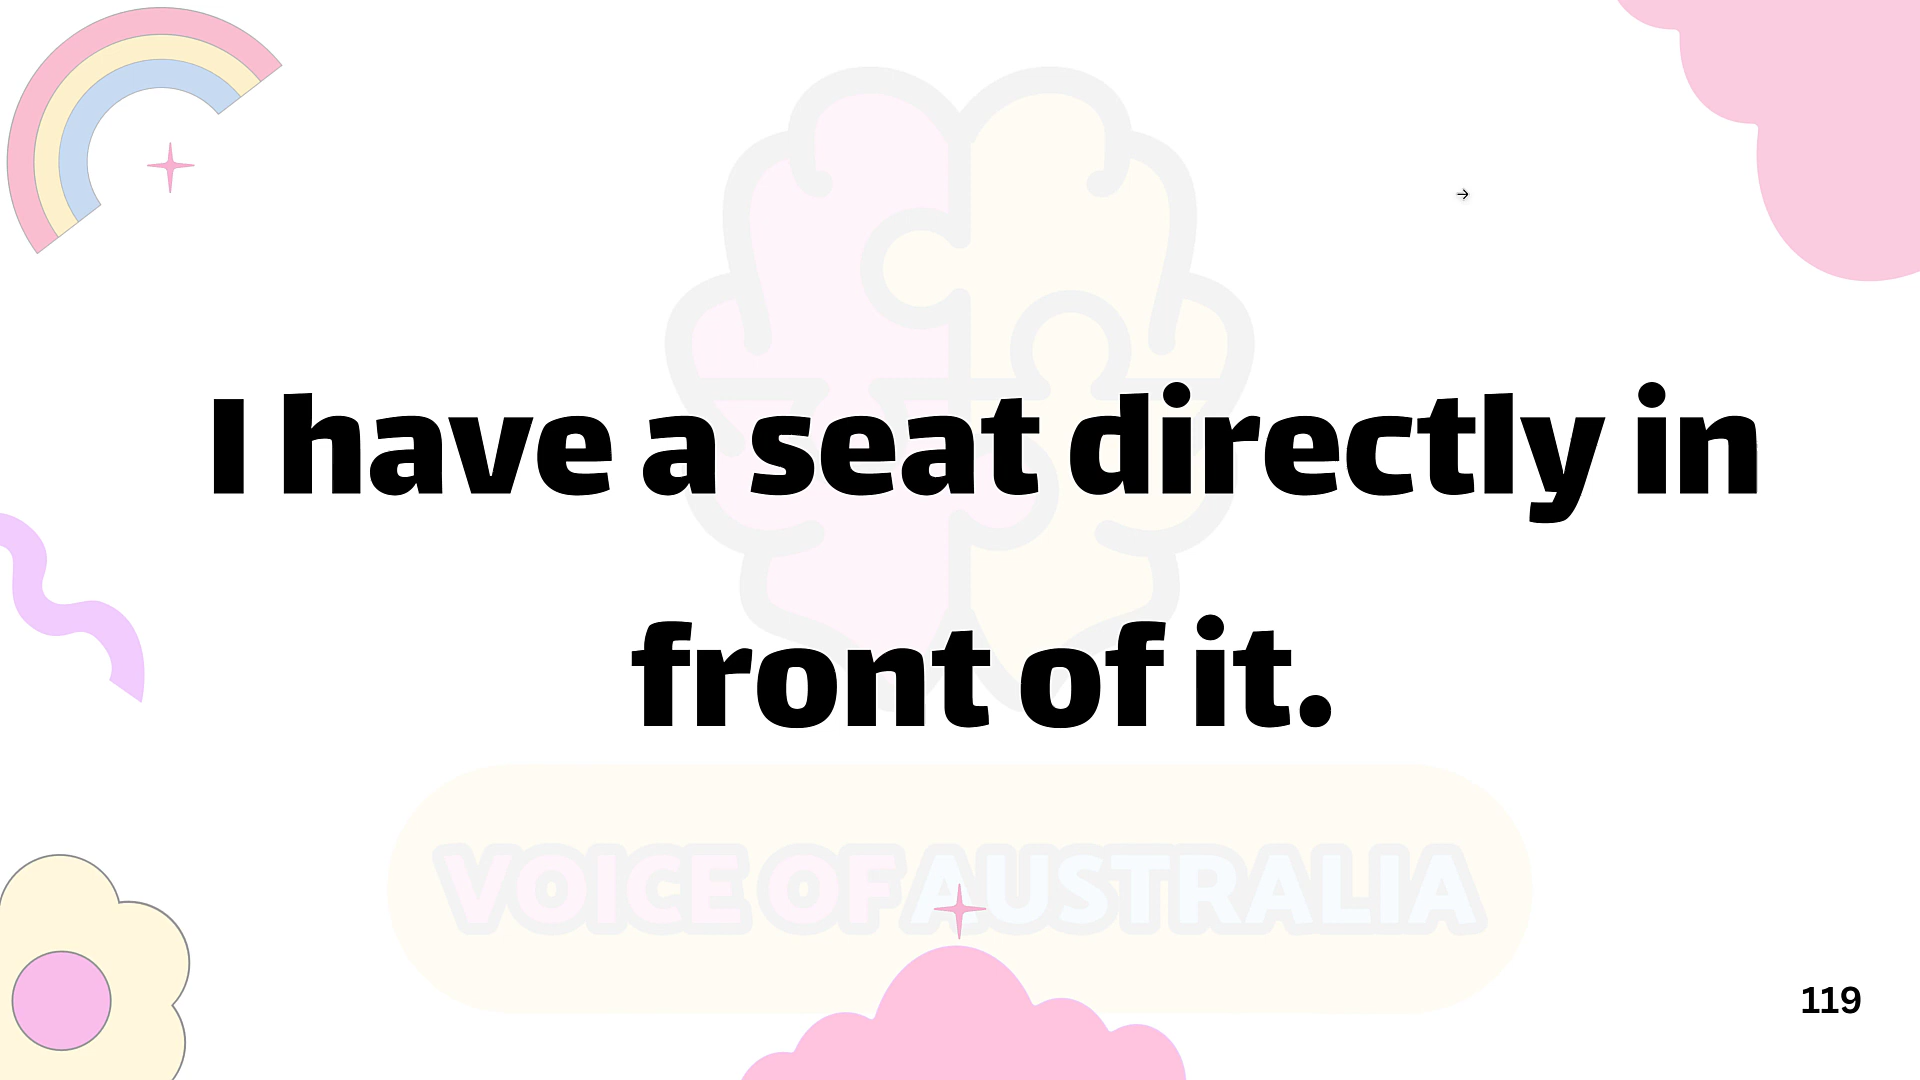 I have a seat directly in
front of it.
VOICE OF AUSTRALIA
119